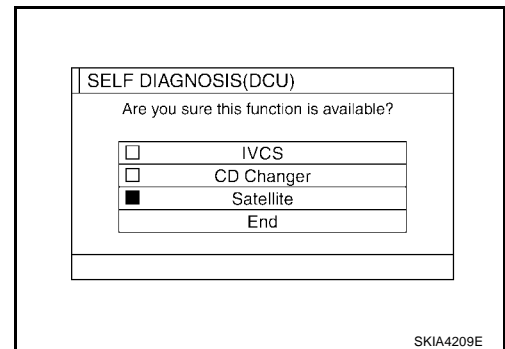 SELF DIAGNOSIS(DCU)
Are you sure this function is available?
IVCS
CD Changer
Satellite
End
SKIA4209E